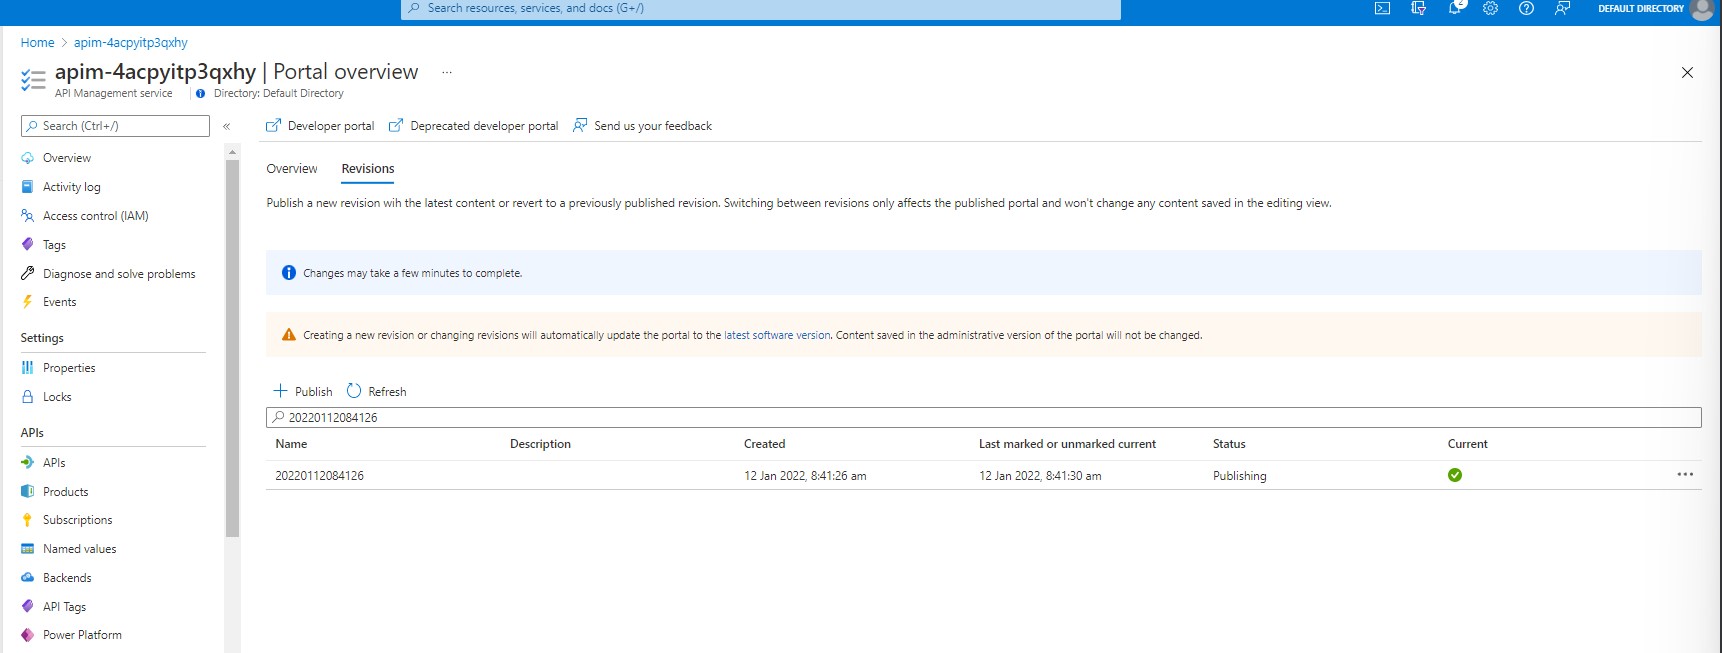 Search resources, services, and docs (G+/)
2
DEFAULT DIRECTORY
Home > apim-4acpyitp3qxhy
apim-4acpyitp3qxhy | Portal overview ...
API Management service
Directory: Default Directory
Search (Ctrl+/)
«
Overview
Activity log
Access control (IAM)
Tags
Diagnose and solve problems
Events
Settings
Properties
Locks
APIs
APIs
Products
Subscriptions
Named values
Backends
API Tags
Power Platform
Developer portal
Deprecated developer portal
Send us your feedback
Overview
Revisions
Publish a new revision wih the latest content or revert to a previously published revision. Switching between revisions only affects the published portal and won't change any content saved in the editing view.
Changes may take a few minutes to complete.
Creating a new revision or changing revisions will automatically update the portal to the latest software version. Content saved in the administrative version of the portal will not be changed.
Publish
Refresh
20220112084126
Name Description Created Last marked or unmarked current Status Current
20220112084126 12 Jan 2022, 8:41:26 am 12 Jan 2022, 8:41:30 am Publishing